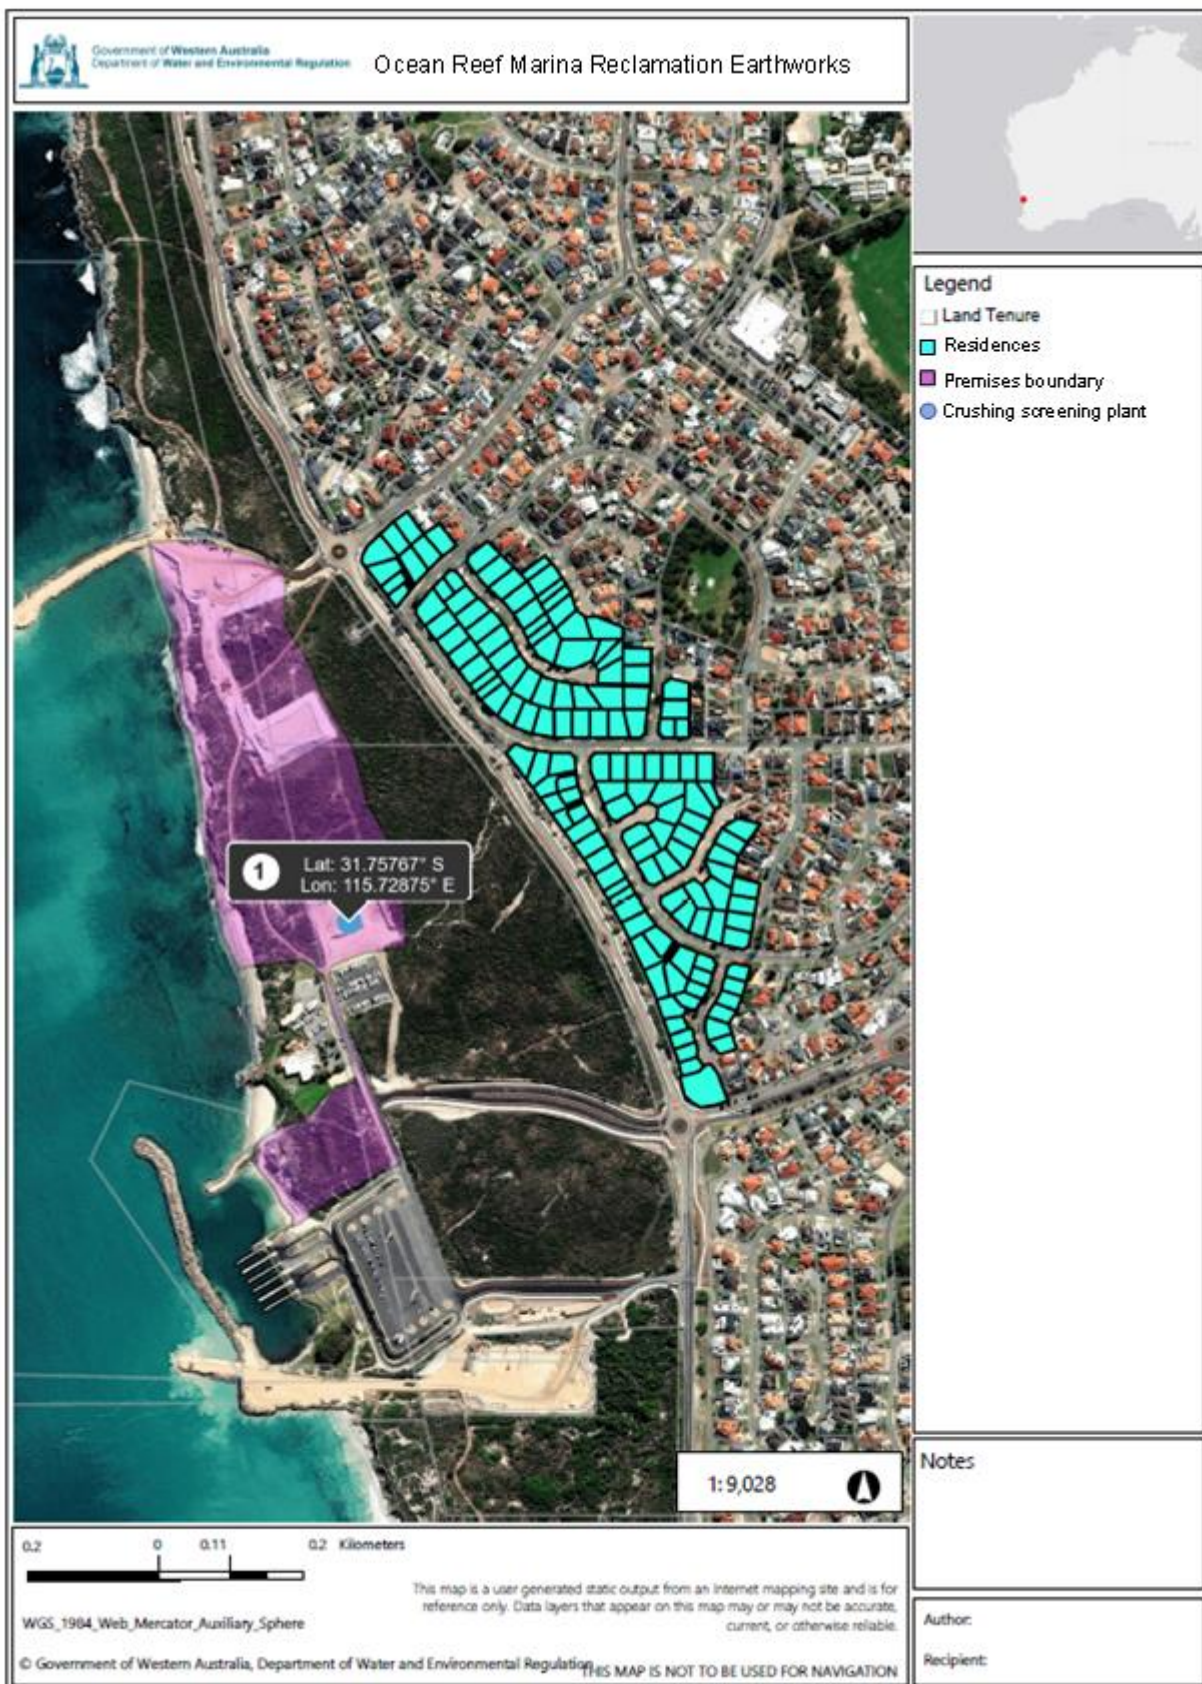 Government of Western Australia
Department of Water and Environmental Regulation
Ocean Reef Marina Reclamation Earthworks
Legend
Land Tenure
Residences
Premises boundary
Crushing screening plant
1
Lat: 31.75767° S
Lon: 115.72875° E
1:9,028
Notes
0.2 0 0.11 0.2 Kilometers
This map is a user generated static output from an Internet mapping site and is for
reference only. Data layers that appear on this map may or may not be accurate,
current, or otherwise reliable.
WGS_1984_Web_Mercator_Auxiliary_Sphere
© Government of Western Australia, Department of Water and Environmental Regulation
THIS MAP IS NOT TO BE USED FOR NAVIGATION
Author:
Recipient: